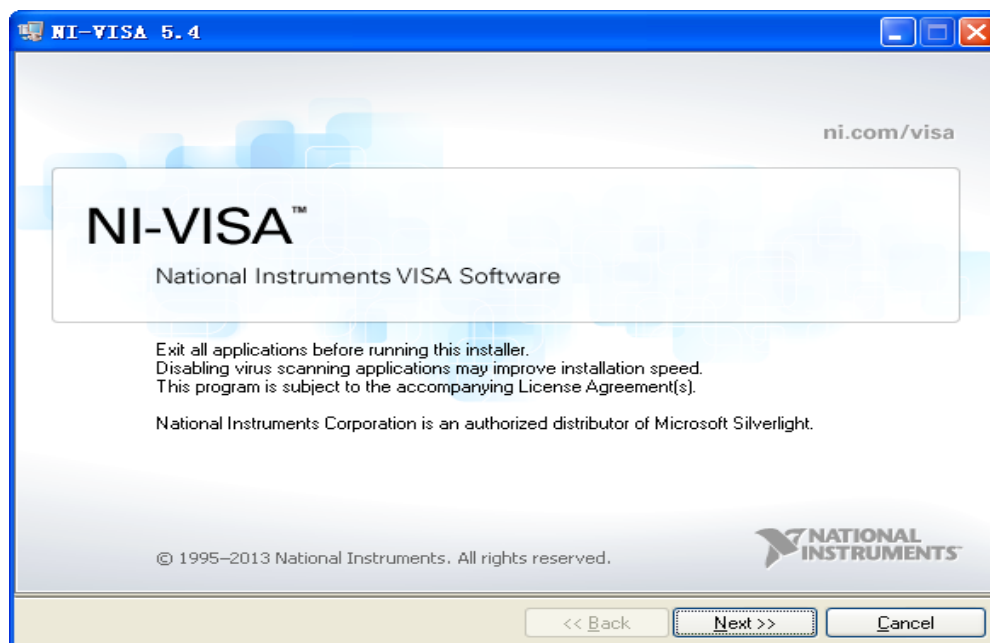 NI-VISA 5.4
ni.com/visa
NI-VISA™
National Instruments VISA Software
Exit all applications before running this installer.
Disabling virus scanning applications may improve installation speed.
This program is subject to the accompanying License Agreement(s).
National Instruments Corporation is an authorized distributor of Microsoft Silverlight.
© 1995–2013 National Instruments. All rights reserved.
NATIONAL
INSTRUMENTS™
<< Back Next >> Cancel